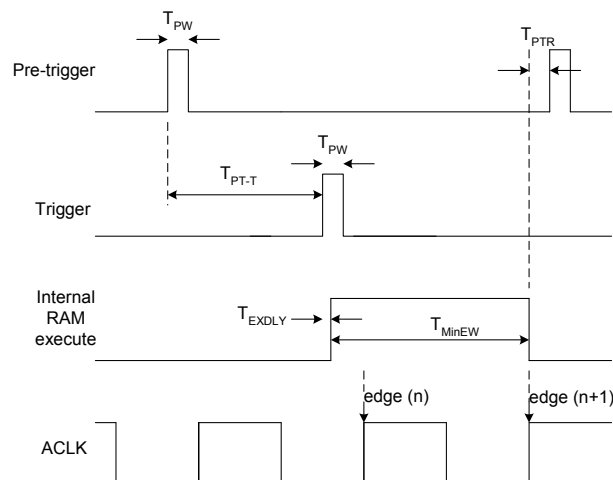 T_PW
T_PTR
Pre-trigger
T_PW
T_PT-T
Trigger
Internal
RAM
execute
T_EXDLY
T_MinEW
edge (n)
edge (n+1)
ACLK